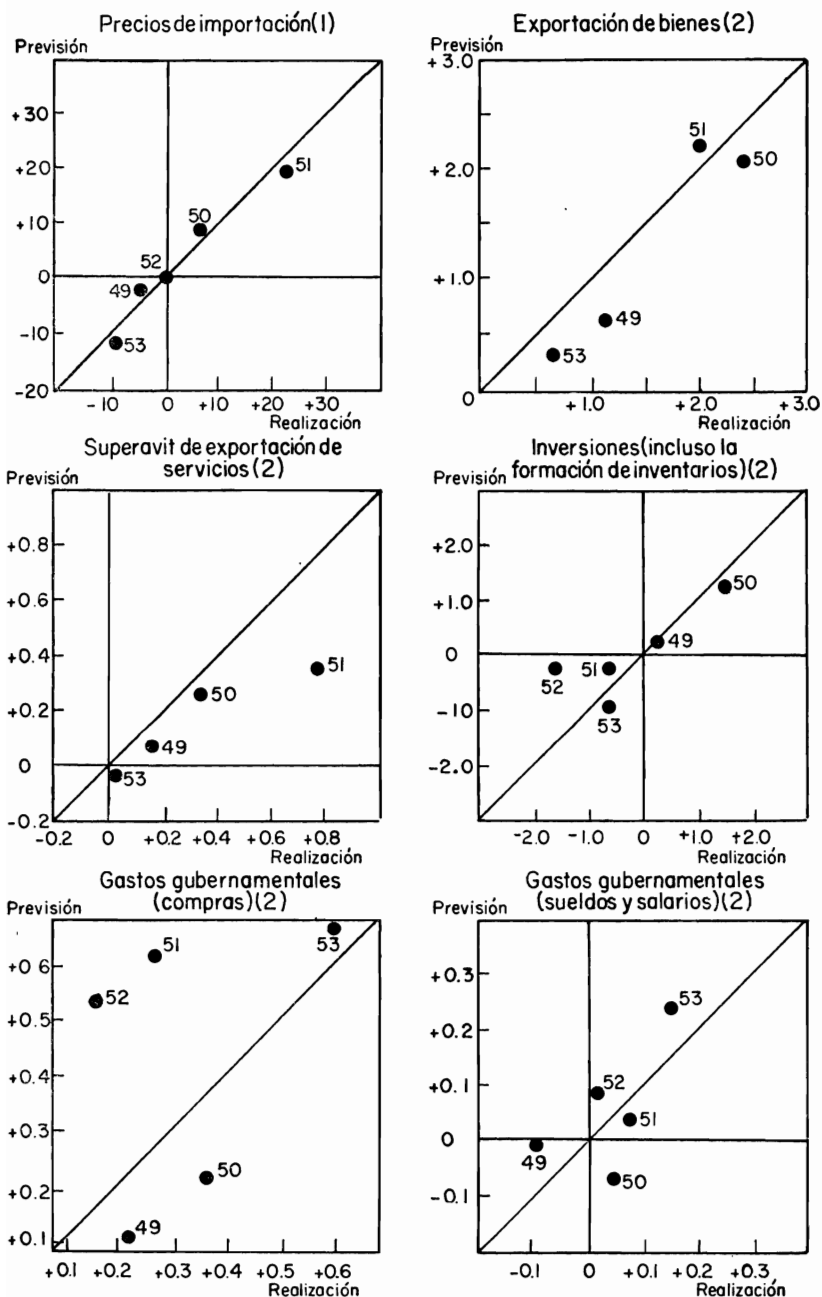 Precios de importación(1)
Previsión
+30
+20
+10
0
-10
-20
51
50
52
49
53
-10 0 +10 +20 +30
Realización
Exportación de bienes(2)
Previsión
+3.0
+2.0
+1.0
0
51
50
49
53
+1.0 +2.0 +3.0
Realización
Superavit de exportación de
servicios(2)
Previsión
+0.8
+0.6
+0.4
+0.2
0
-0.2
51
50
49
53
-0.2 0 +0.2 +0.4 +0.6 +0.8
Realización
Inversiones(incluso la
formación de inventarios)(2)
Previsión
+2.0
+1.0
0
-1.0
-2.0
50
49
51
52
53
-2.0 -1.0 0 +1.0 +2.0
Realización
Gastos gubernamentales
(compras)(2)
Previsión
+0.6
+0.5
+0.4
+0.3
+0.2
+0.1
51
53
52
50
49
+0.1 +0.2 +0.3 +0.4 +0.5 +0.6
Realización
Gastos gubernamentales
(sueldos y salarios)(2)
Previsión
+0.3
+0.2
+0.1
0
-0.1
53
52
51
49
50
-0.1 0 +0.1 +0.2 +0.3
Realización